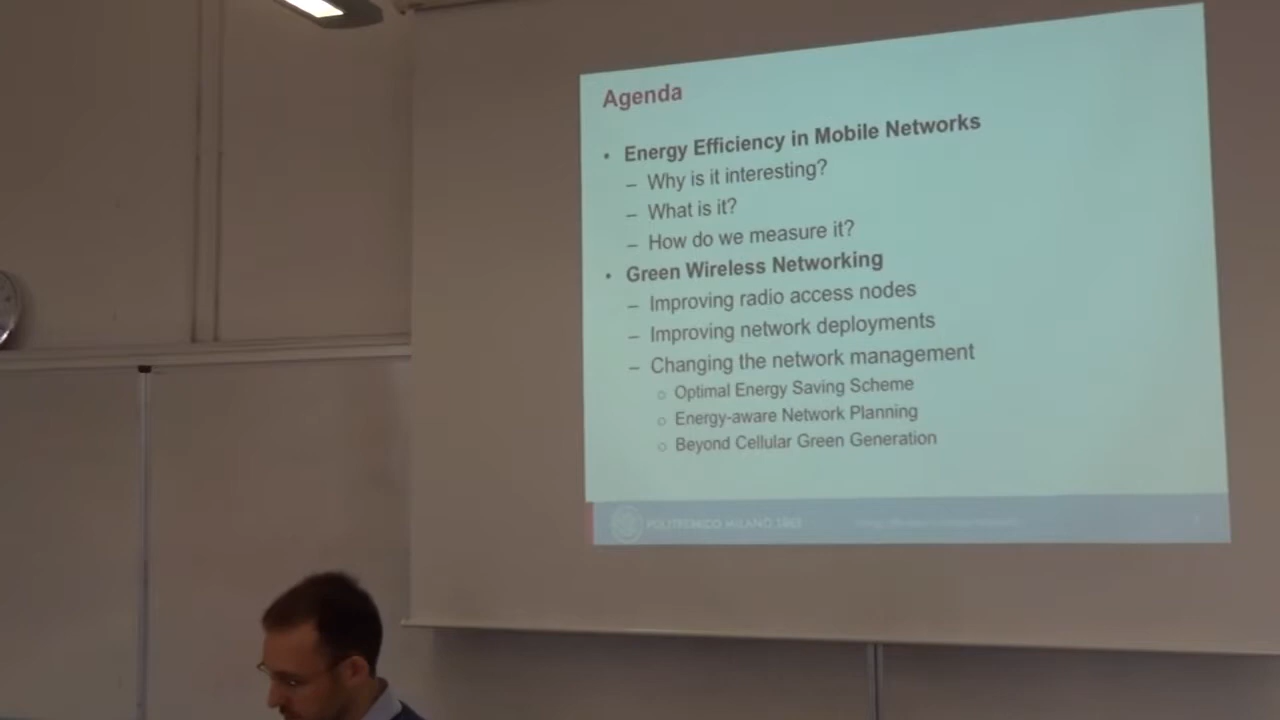 Agenda
• Energy Efficiency in Mobile Networks
– Why is it interesting?
– What is it?
– How do we measure it?
• Green Wireless Networking
– Improving radio access nodes
– Improving network deployments
– Changing the network management
○ Optimal Energy Saving Scheme
○ Energy-aware Network Planning
○ Beyond Cellular Green Generation
POLITECNICO MILANO 1863